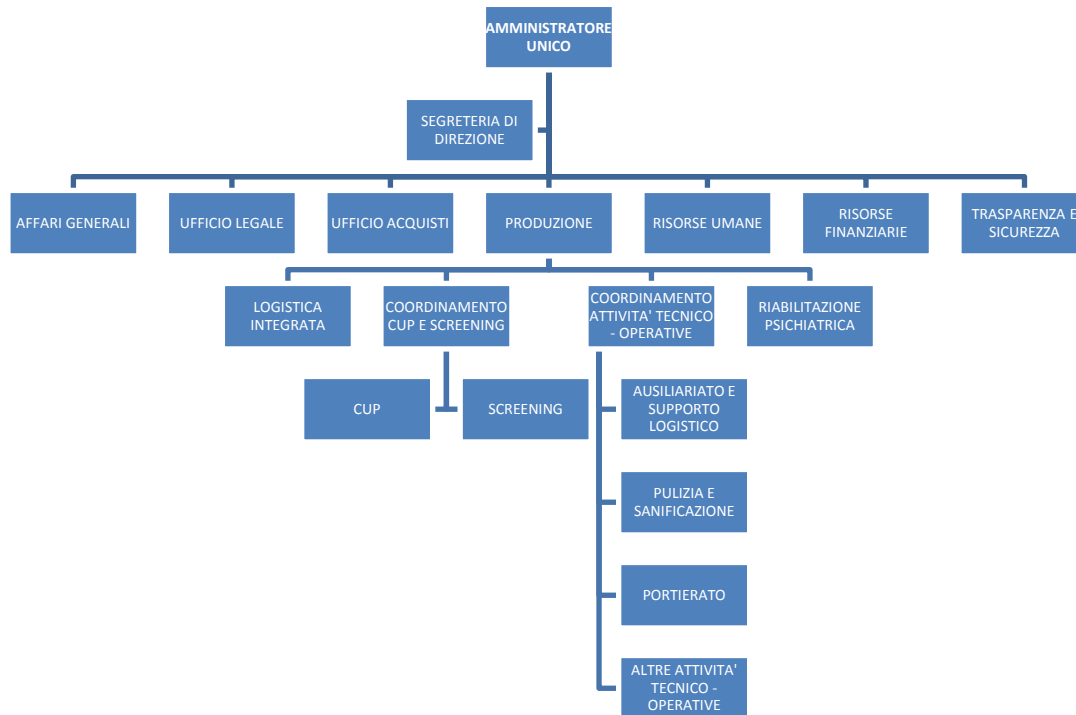 AMMINISTRATORE
UNICO
SEGRETERIA DI
DIREZIONE
AFFARI GENERALI
UFFICIO LEGALE
UFFICIO ACQUISTI
PRODUZIONE
RISORSE UMANE
RISORSE
FINANZIARIE
TRASPARENZA E
SICUREZZA
LOGISTICA
INTEGRATA
COORDINAMENTO
CUP E SCREENING
COORDINAMENTO
ATTIVITA' TECNICO
- OPERATIVE
RIABILITAZIONE
PSICHIATRICA
CUP
SCREENING
AUSILIARIATO E
SUPPORTO
LOGISTICO
PULIZIA E
SANIFICAZIONE
PORTIERATO
ALTRE ATTIVITA'
TECNICO -
OPERATIVE